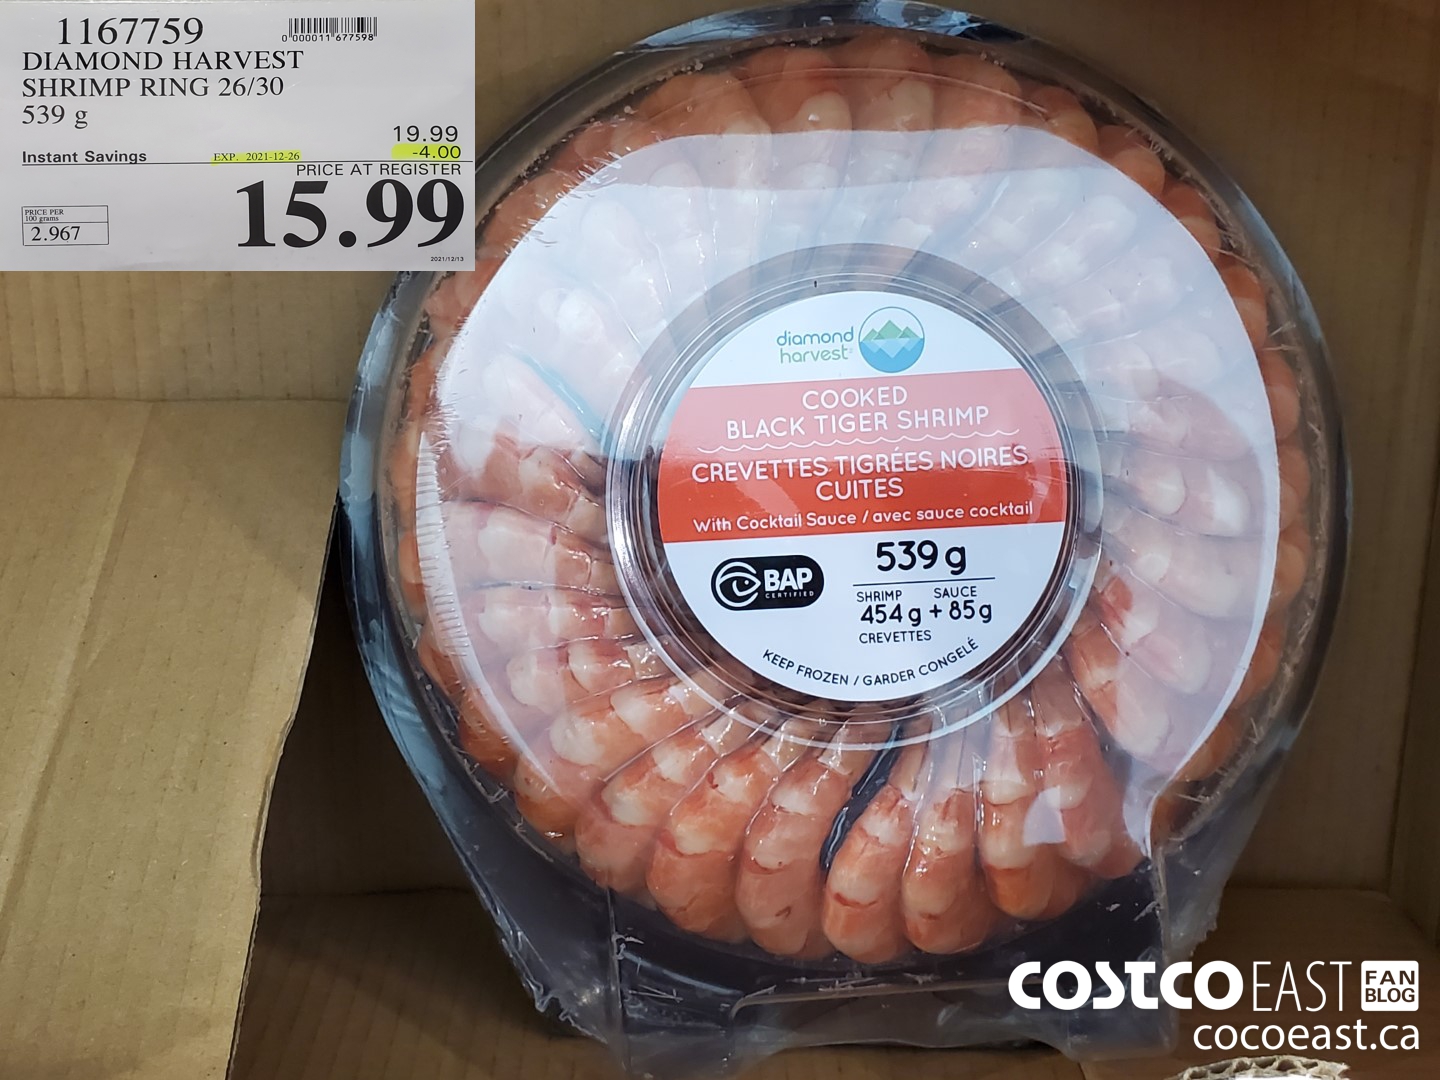 1167759
0 000011 677598
DIAMOND HARVEST
SHRIMP RING 26/30
539 g
19.99
Instant Savings EXP. 2021-12-26 -4.00
PRICE AT REGISTER
15.99
PRICE PER
100 grams
2.967
2021/12/13
diamond
harvest
COOKED
BLACK TIGER SHRIMP
CREVETTES TIGRÉES NOIRES
CUITES
With Cocktail Sauce / avec sauce cocktail
539 g
BAP
CERTIFIED
SHRIMP SAUCE
454 g + 85 g
CREVETTES
KEEP FROZEN / GARDER CONGELÉ
COSTCO EAST FAN
BLOG
cocoeast.ca